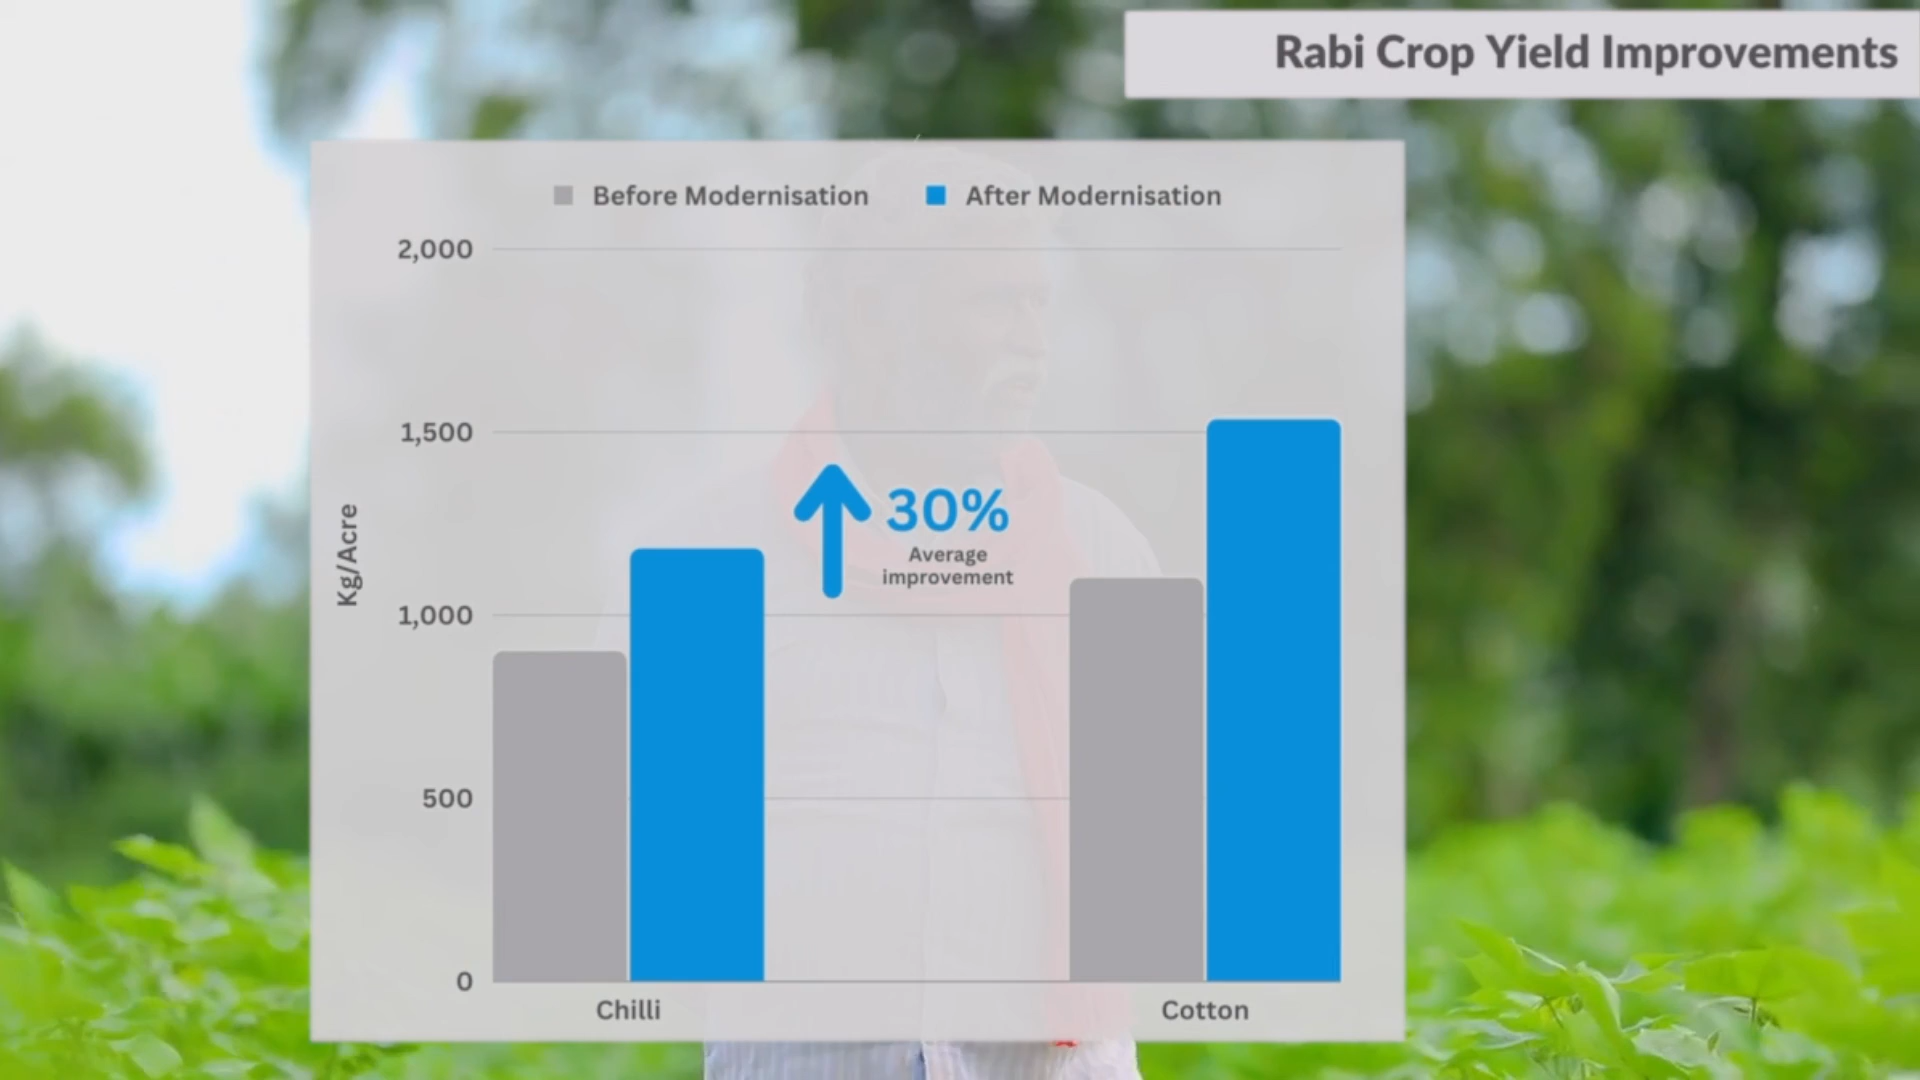 Rabi Crop Yield Improvements
Before Modernisation After Modernisation
2,000
1,500
1,000
500
0
Kg/Acre
30%
Average
improvement
Chilli Cotton